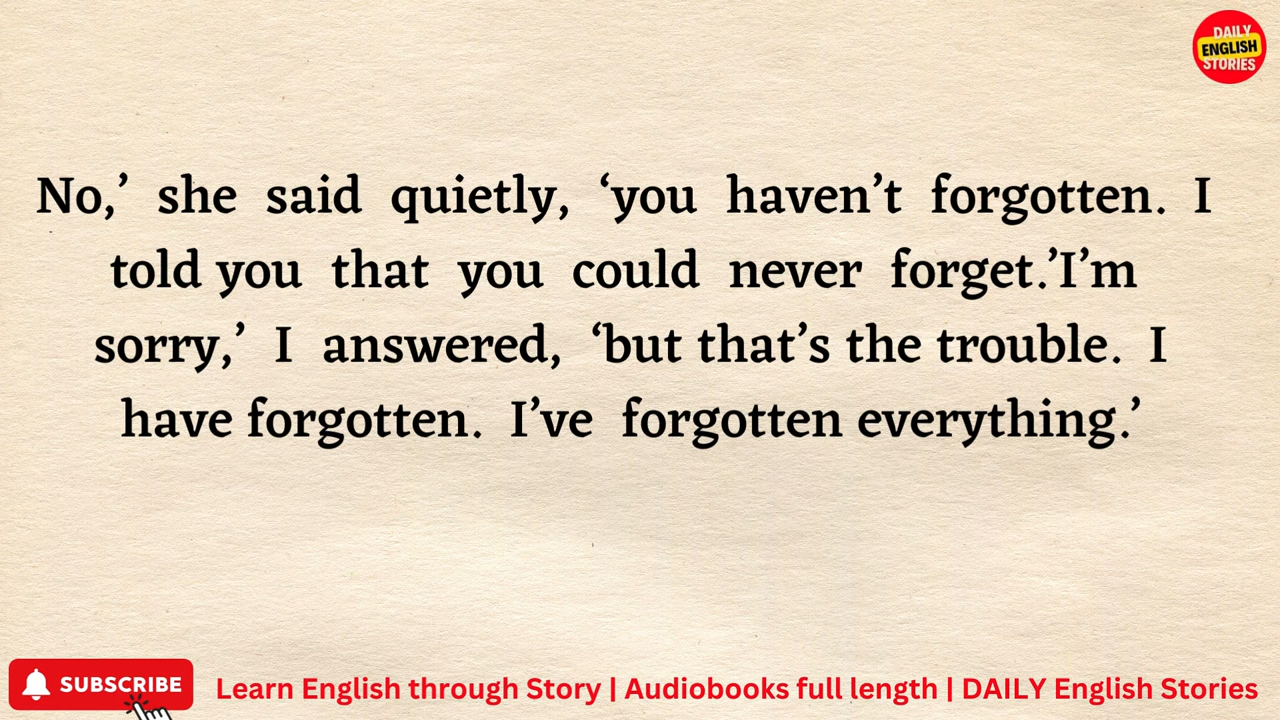 DAILY
ENGLISH
STORIES
No,’ she said quietly, ‘you haven’t forgotten. I
told you that you could never forget.’I’m
sorry,’ I answered, ‘but that’s the trouble. I
have forgotten. I’ve forgotten everything.’
SUBSCRIBE
Learn English through Story | Audiobooks full length | DAILY English Stories